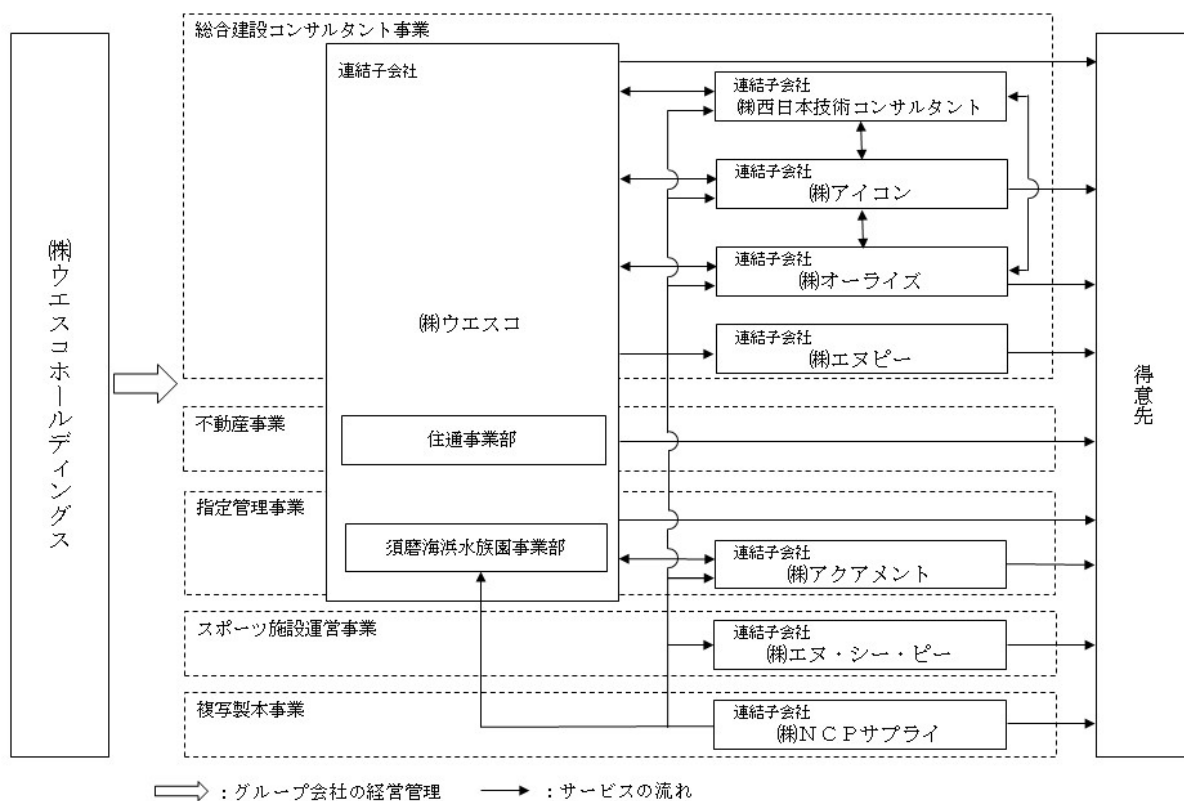 総合建設コンサルタント事業
㈱ウエスコホールディングス
連結子会社
㈱ウエスコ
連結子会社
㈱西日本技術コンサルタント
連結子会社
㈱アイコン
連結子会社
㈱オーライズ
連結子会社
㈱エヌピー
得意先
不動産事業
住通事業部
指定管理事業
須磨海浜水族園事業部
連結子会社
㈱アクアメント
スポーツ施設運営事業
連結子会社
㈱エヌ・シー・ピー
複写製本事業
連結子会社
㈱ＮＣＰサプライ
：グループ会社の経営管理
：サービスの流れ